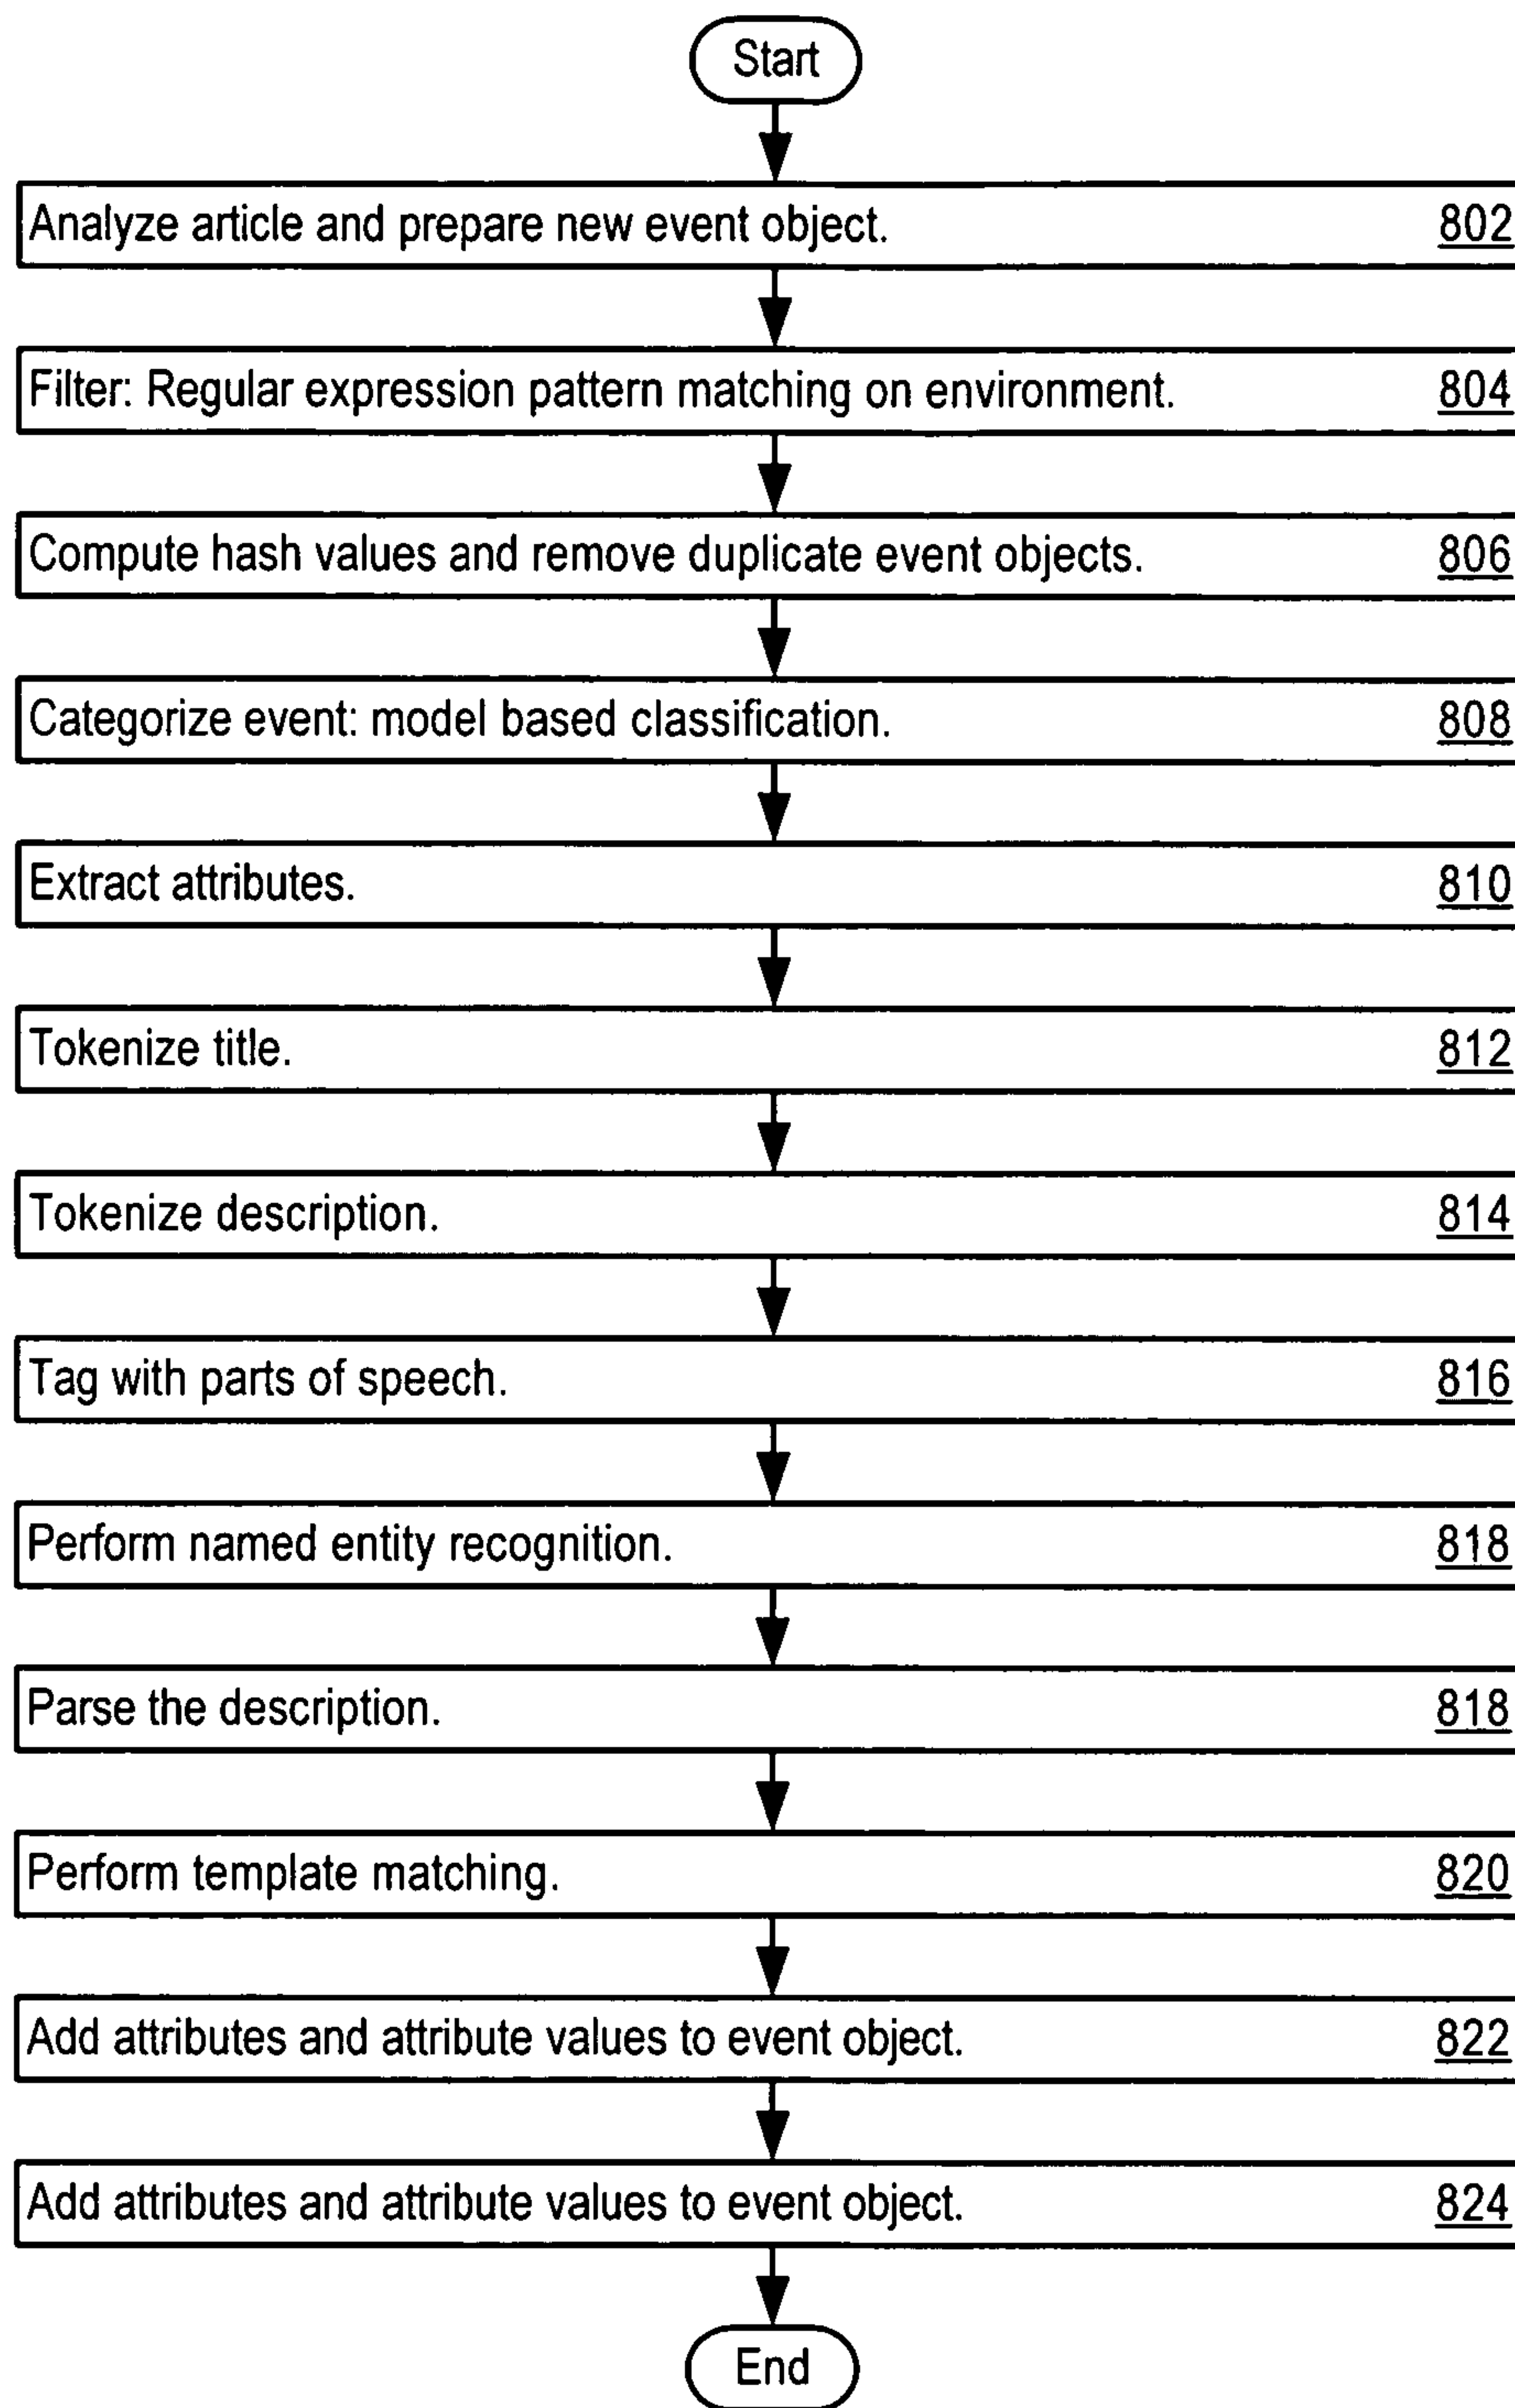 Start
Analyze article and prepare new event object. 802
Filter: Regular expression pattern matching on environment. 804
Compute hash values and remove duplicate event objects. 806
Categorize event: model based classification. 808
Extract attributes. 810
Tokenize title. 812
Tokenize description. 814
Tag with parts of speech. 816
Perform named entity recognition. 818
Parse the description. 818
Perform template matching. 820
Add attributes and attribute values to event object. 822
Add attributes and attribute values to event object. 824
End